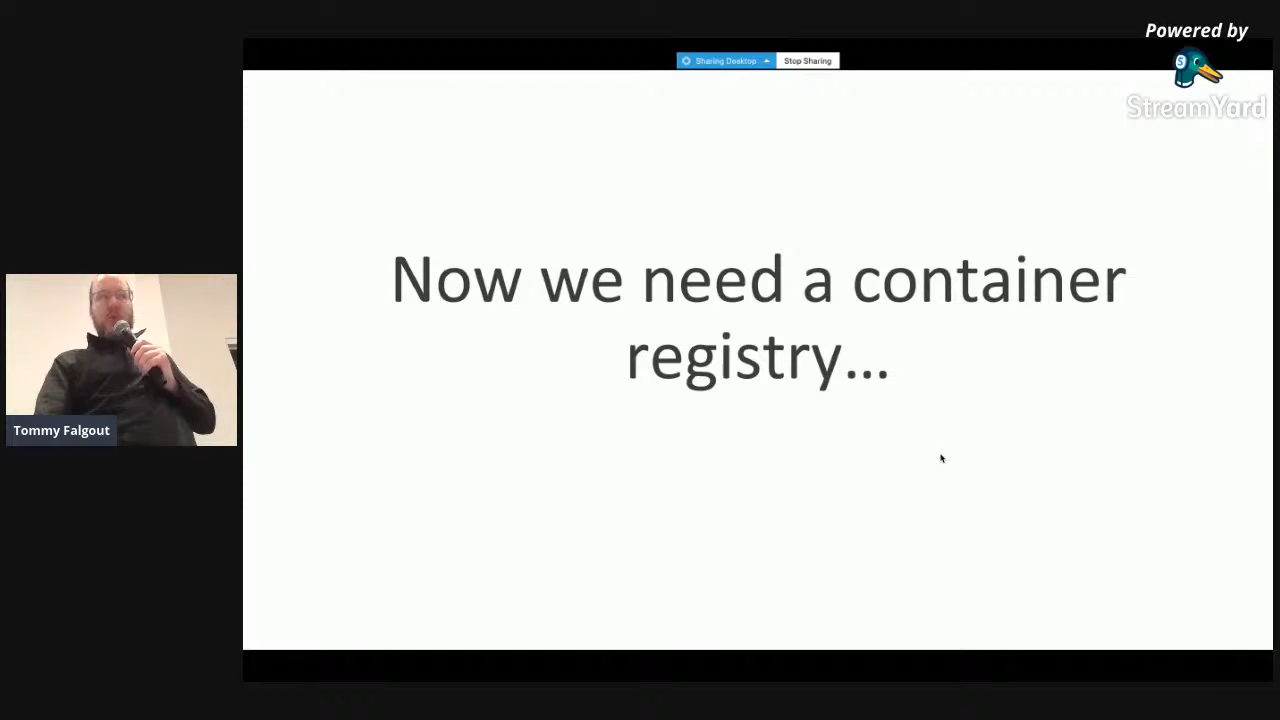 Powered by
StreamYard
Sharing Desktop
Stop Sharing
Now we need a container
registry...
Tommy Falgout